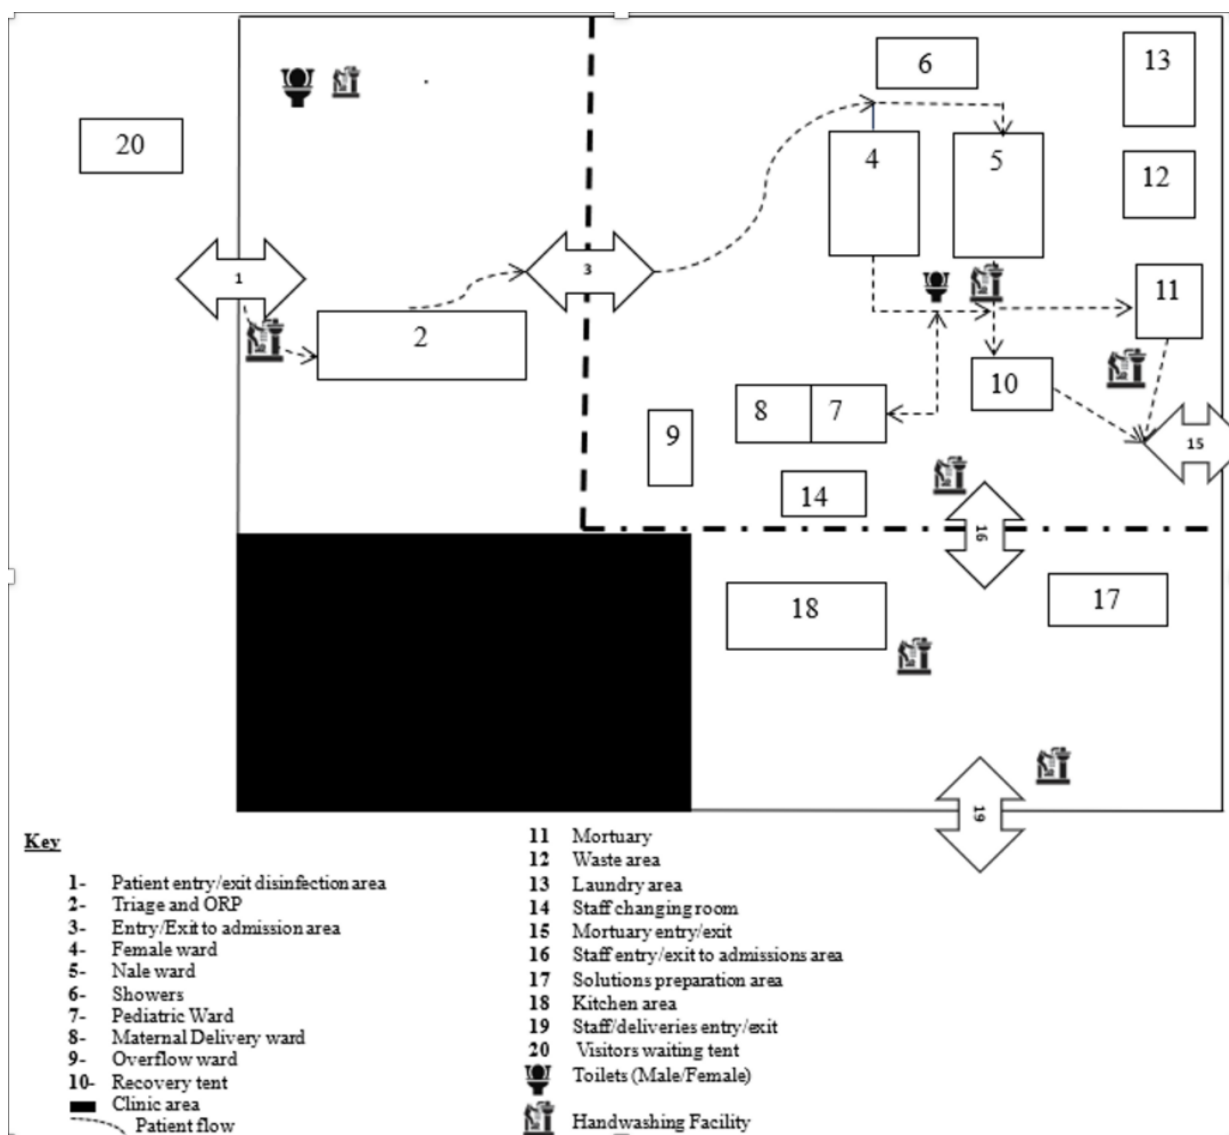 6
13
20
4
5
12
1
3
11
2
10
8
7
9
15
14
16
18
17
19
Key
1- Patient entry/exit disinfection area
2- Triage and ORP
3- Entry/Exit to admission area
4- Female ward
5- Nale ward
6- Showers
7- Pediatric Ward
8- Maternal Delivery ward
9- Overflow ward
10- Recovery tent
Clinic area
Patient flow
11 Mortuary
12 Waste area
13 Laundry area
14 Staff changing room
15 Mortuary entry/exit
16 Staff entry/exit to admissions area
17 Solutions preparation area
18 Kitchen area
19 Staff/deliveries entry/exit
20 Visitors waiting tent
Toilets (Male/Female)
Handwashing Facility